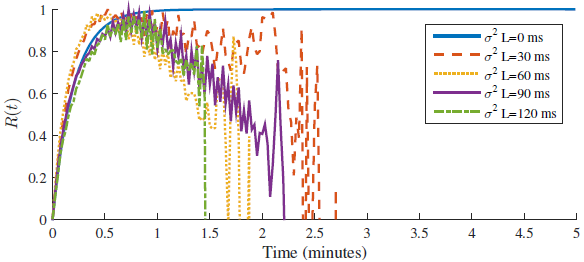 1
0.8
0.6
0.4
0.2
0
R(t)
σ² L=0 ms
σ² L=30 ms
σ² L=60 ms
σ² L=90 ms
σ² L=120 ms
0 0.5 1 1.5 2 2.5 3 3.5 4 4.5 5
Time (minutes)